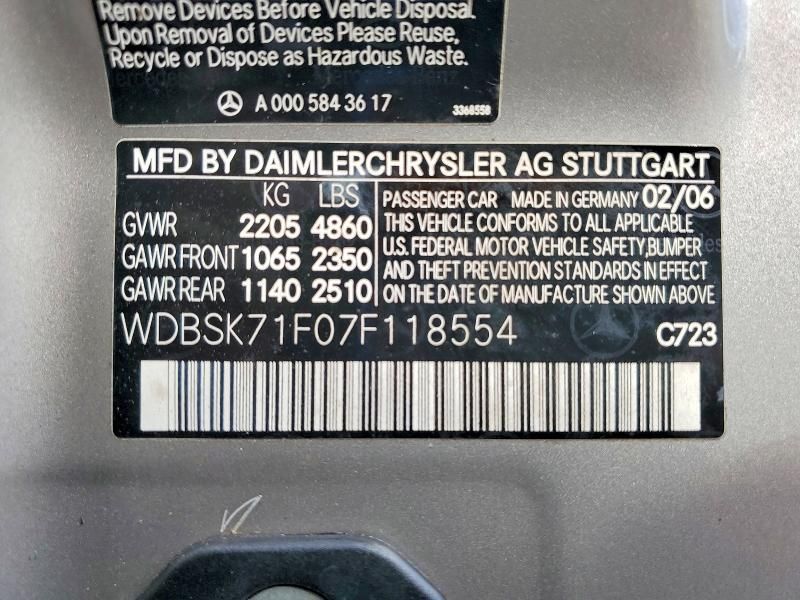 Remove Devices Before Vehicle Disposal.
Upon Removal of Devices Please Reuse,
Recycle or Dispose as Hazardous Waste.
A 000 584 36 17
3368558
MFD BY DAIMLERCHRYSLER AG STUTTGART
KG LBS
GVWR 2205 4860
GAWR FRONT 1065 2350
GAWR REAR 1140 2510
PASSENGER CAR MADE IN GERMANY 02/06
THIS VEHICLE CONFORMS TO ALL APPLICABLE
U.S. FEDERAL MOTOR VEHICLE SAFETY,BUMPER
AND THEFT PREVENTION STANDARDS IN EFFECT
ON THE DATE OF MANUFACTURE SHOWN ABOVE.
WDBSK71F07F118554
C723